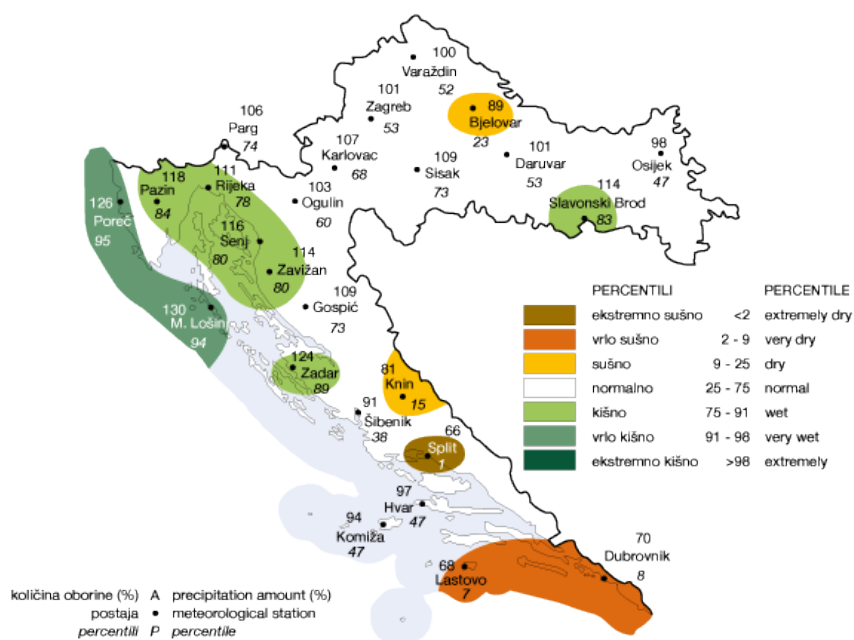 100
Varaždin
52
101
Zagreb
53
89
Bjelovar
23
106
Parg
74
107
Karlovac
68
109
Sisak
73
101
Daruvar
53
98
Osijek
47
118
Pazin
84
111
Rijeka
78
103
Ogulin
60
114
Slavonski Brod
83
126
Poreč
95
116
Senj
80
114
Zavižan
80
109
Gospić
73
130
M. Lošin
94
124
Zadar
89
81
Knin
15
91
Šibenik
38
66
Split
1
97
Hvar
47
94
Komiža
47
68
Lastovo
7
70
Dubrovnik
8
PERCENTILI PERCENTILE
ekstremno sušno <2 extremely dry
vrlo sušno 2 - 9 very dry
sušno 9 - 25 dry
normalno 25 - 75 normal
kišno 75 - 91 wet
vrlo kišno 91 - 98 very wet
ekstremno kišno >98 extremely
količina oborine (%) A precipitation amount (%)
postaja • meteorological station
percentili P percentile